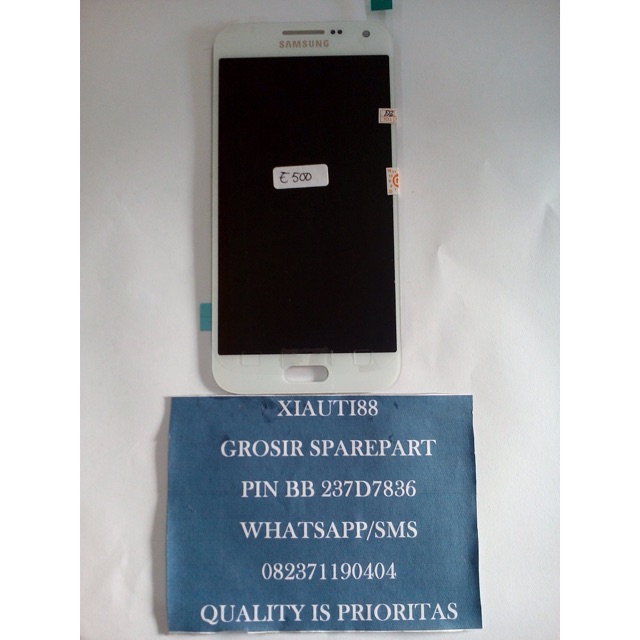 SAMSUNG
E500
XIAUTI88
GROSIR SPAREPART
PIN BB 237D7836
WHATSAPP/SMS
082371190404
QUALITY IS PRIORITAS